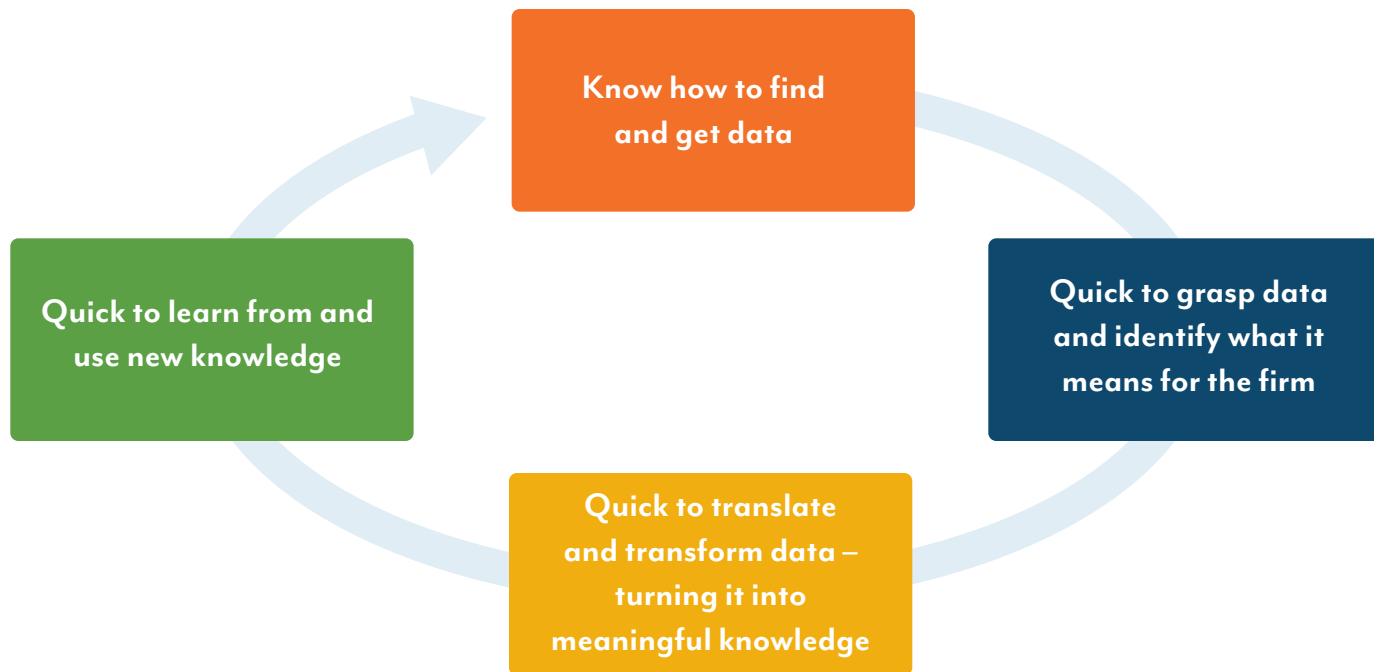 Know how to find
and get data
Quick to grasp data
and identify what it
means for the firm
Quick to translate
and transform data –
turning it into
meaningful knowledge
Quick to learn from and
use new knowledge